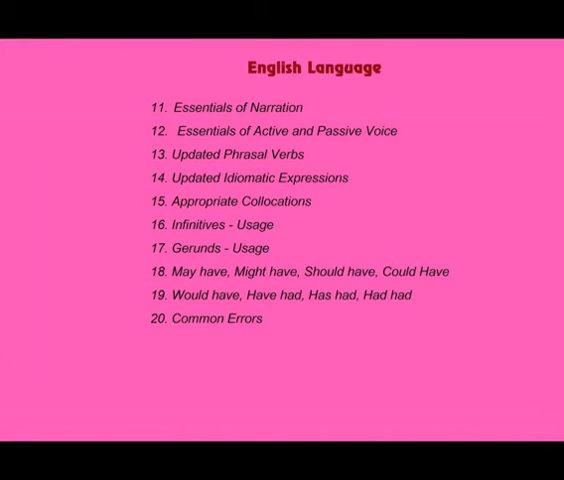 English Language
11. Essentials of Narration
12. Essentials of Active and Passive Voice
13. Updated Phrasal Verbs
14. Updated Idiomatic Expressions
15. Appropriate Collocations
16. Infinitives - Usage
17. Gerunds - Usage
18. May have, Might have, Should have, Could Have
19. Would have, Have had, Has had, Had had
20. Common Errors